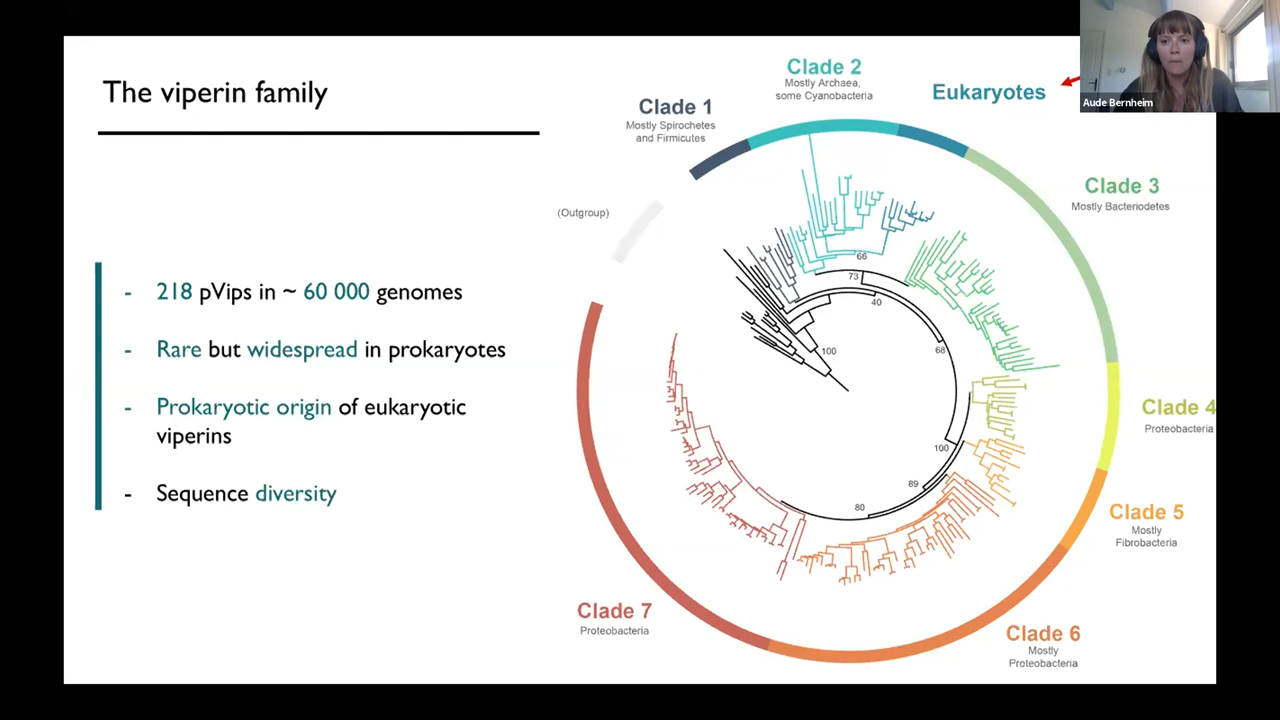 The viperin family
- 218 pVips in ~ 60 000 genomes
- Rare but widespread in prokaryotes
- Prokaryotic origin of eukaryotic
viperins
- Sequence diversity
Clade 1
Mostly Spirochetes
and Firmicutes
Clade 2
Mostly Archaea,
some Cyanobacteria
Eukaryotes
Aude Bernheim
Clade 3
Mostly Bacteriodetes
(Outgroup)
66
73
40
68
100
100
89
80
Clade 4
Proteobacteria
Clade 5
Mostly
Fibrobacteria
Clade 6
Mostly
Proteobacteria
Clade 7
Proteobacteria